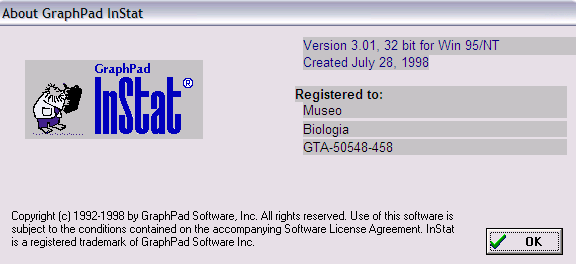 About GraphPad InStat
GraphPad
InStat®
Version 3.01, 32 bit for Win 95/NT
Created July 28, 1998
Registered to:
Museo
Biologia
GTA-50548-458
Copyright (c) 1992-1998 by GraphPad Software, Inc. All rights reserved. Use of this software is
subject to the conditions contained on the accompanying Software License Agreement. InStat
is a registered trademark of GraphPad Software Inc.
OK